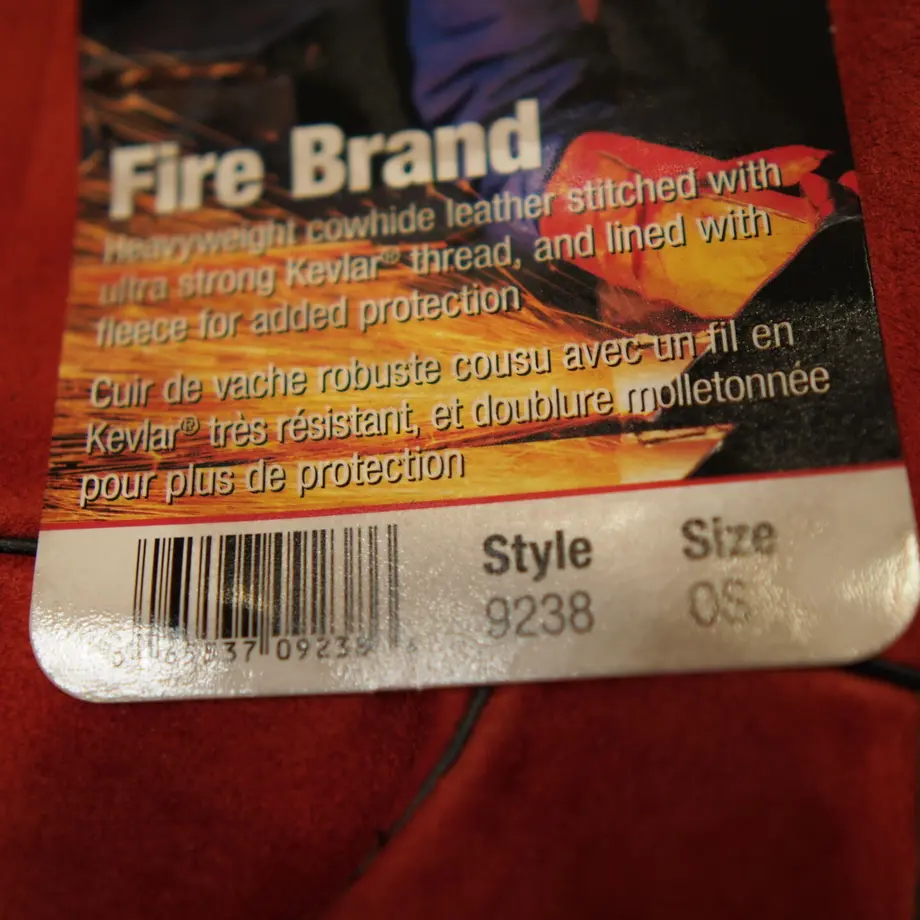 Fire Brand
Heavyweight cowhide leather stitched with
ultra strong Kevlar® thread, and lined with
fleece for added protection
Cuir de vache robuste cousu avec un fil en
Kevlar® très résistant, et doublure molletonnée
pour plus de protection
Style Size
9238 OS